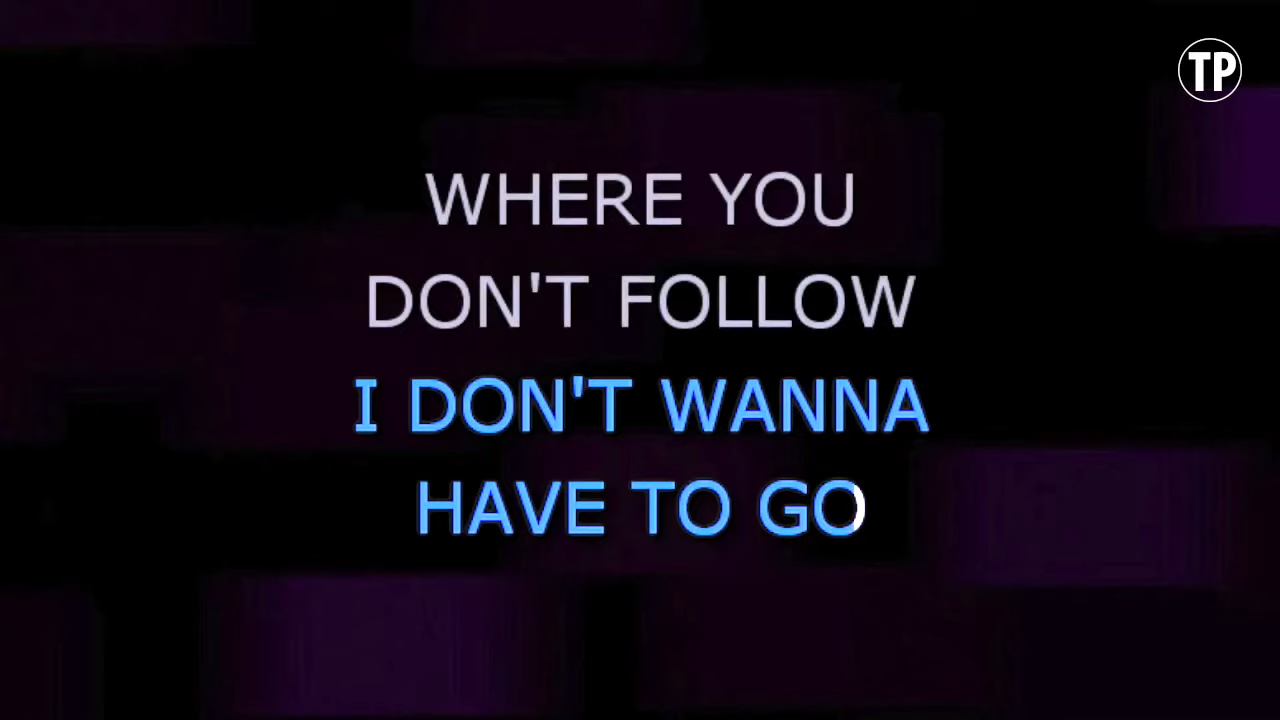 TP
WHERE YOU
DON'T FOLLOW
I DON'T WANNA
HAVE TO GO